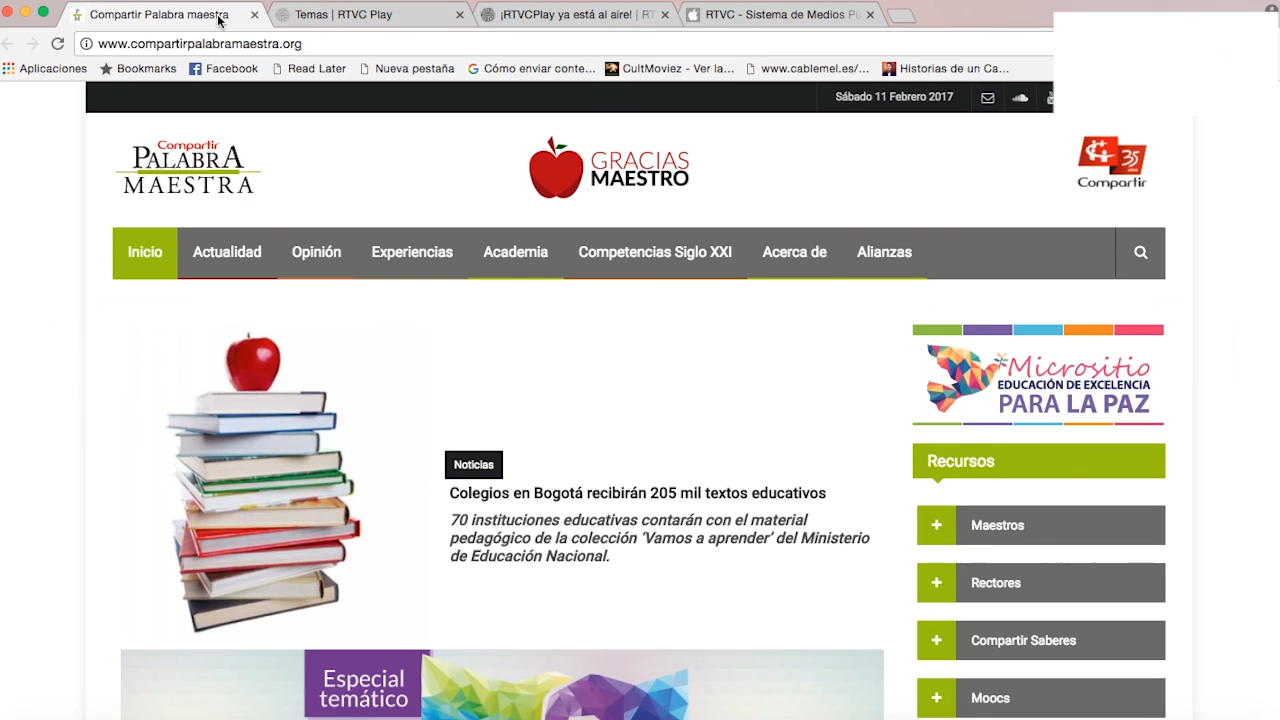 Compartir Palabra maestra
Temas | RTVC Play
¡RTVCPlay ya está al aire! | RT
RTVC - Sistema de Medios Pú
www.compartirpalabramaestra.org
Aplicaciones
Bookmarks
Facebook
Read Later
Nueva pestaña
Cómo enviar conte...
CultMoviez - Ver la...
www.cablemel.es/...
Historias de un Ca...
Sábado 11 Febrero 2017
Compartir
PALABRA
MAESTRA
GRACIAS
MAESTRO
35
Compartir
Inicio
Actualidad
Opinión
Experiencias
Academia
Competencias Siglo XXI
Acerca de
Alianzas
Noticias
Colegios en Bogotá recibirán 205 mil textos educativos
70 instituciones educativas contarán con el material
pedagógico de la colección ‘Vamos a aprender’ del Ministerio
de Educación Nacional.
Especial
temático
Micrositio
EDUCACIÓN DE EXCELENCIA
PARA LA PAZ
Recursos
Maestros
Rectores
Compartir Saberes
Moocs